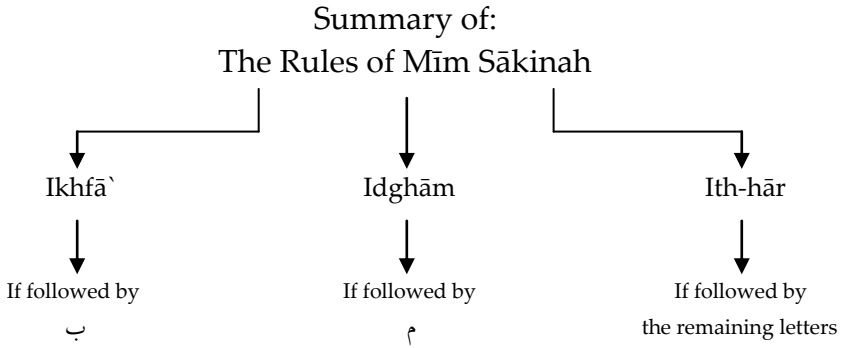 Summary of:
The Rules of Mīm Sākinah
Ikhfā` Idghām Ith-hār
If followed by If followed by If followed by
ب م the remaining letters